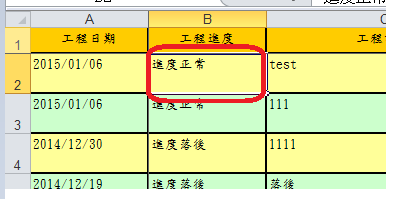 A B C
1 工程日期 工程進度 工程
2 2015/01/06 進度正常 test
3 2015/01/06 進度正常 111
4 2014/12/30 進度落後 1111
2014/12/19 進度落後 落後